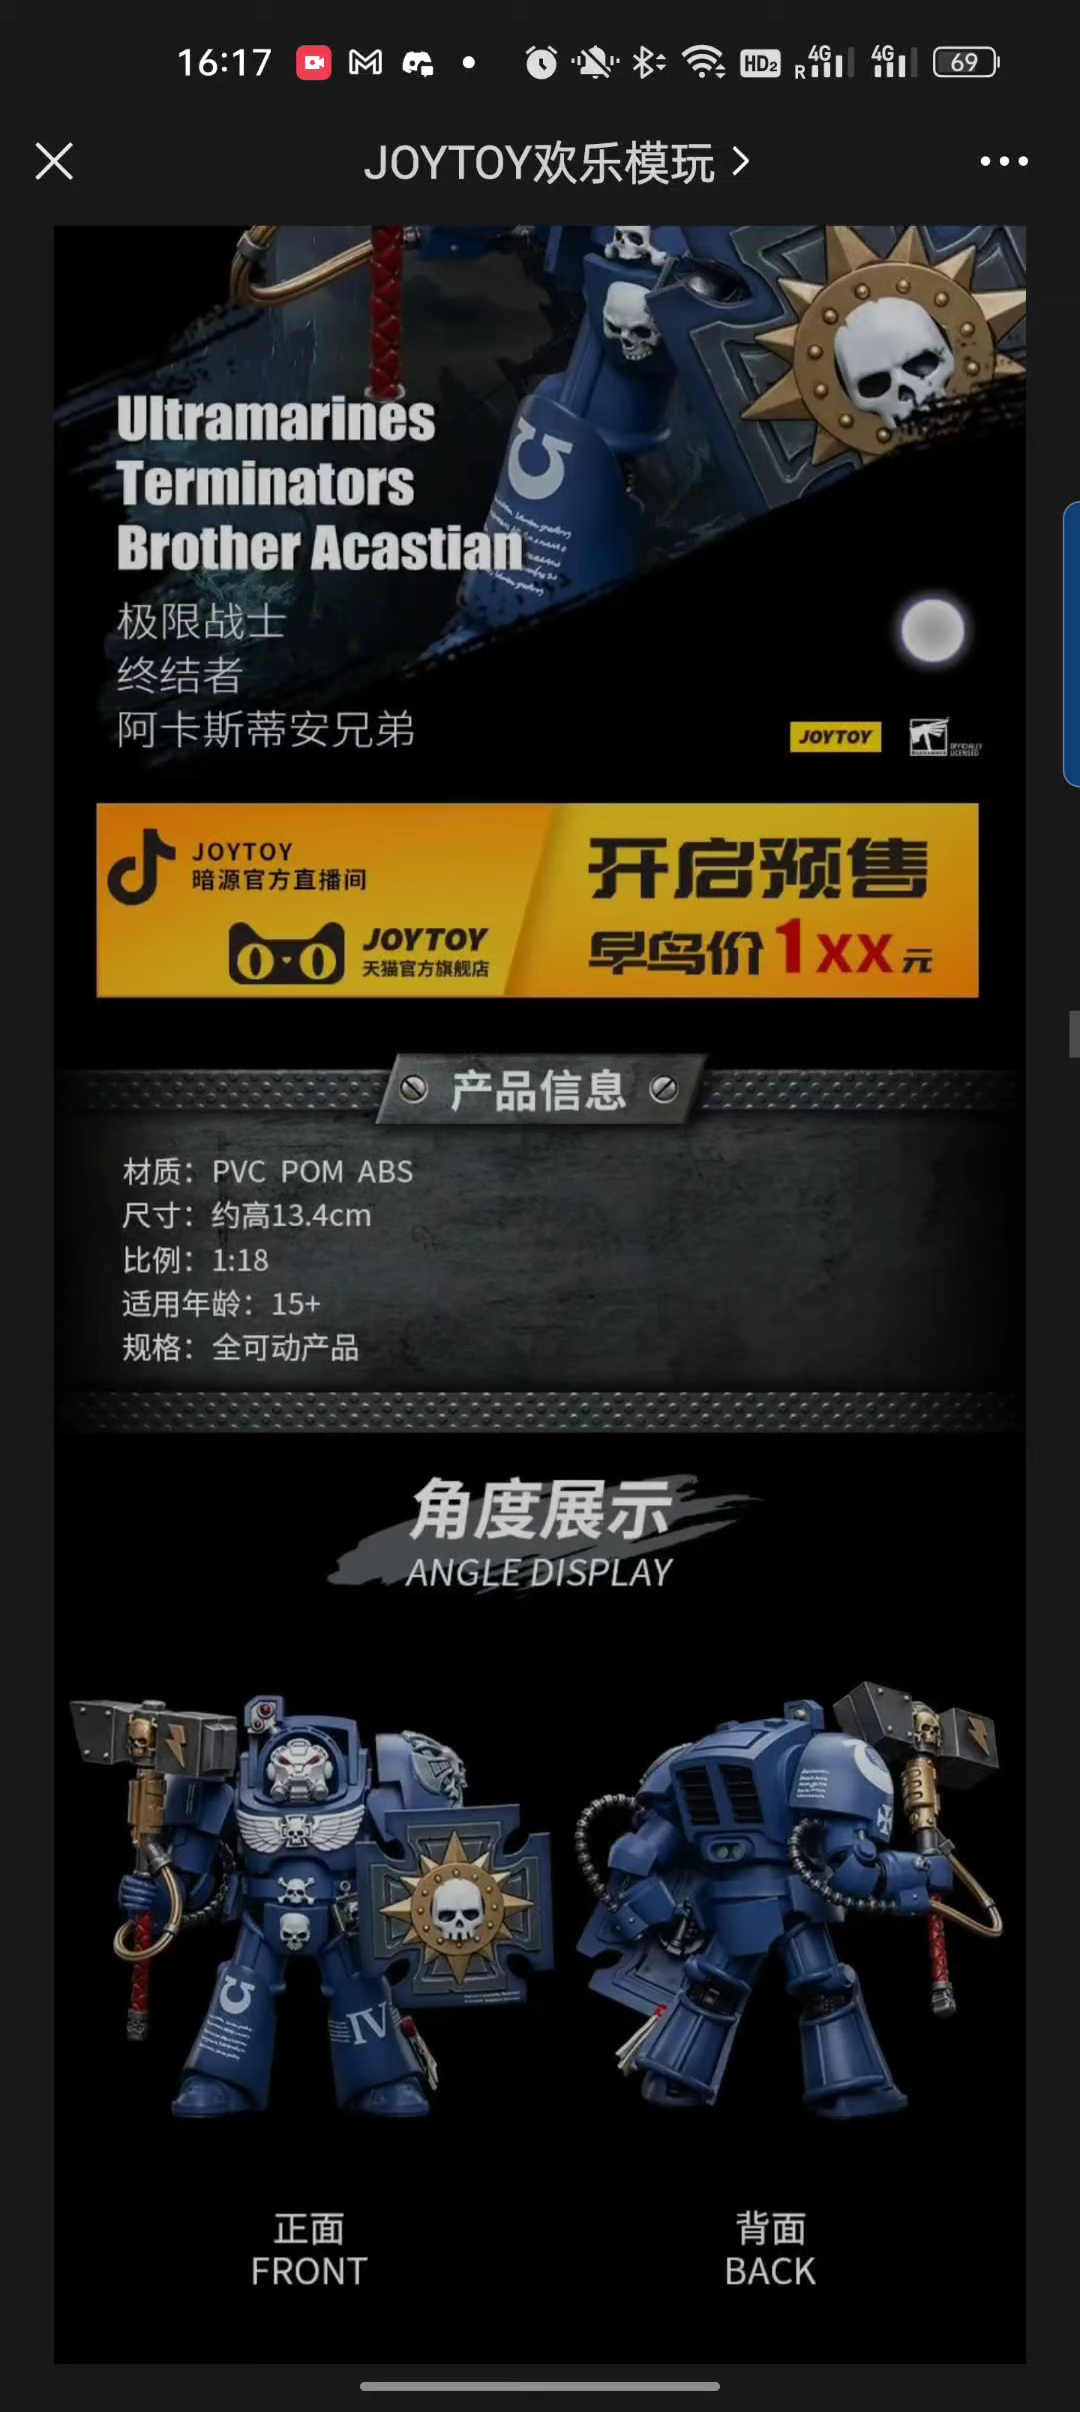 16:17
HD2
R 4G
4G
69
JOYTOY欢乐模玩
Ultramarines
Terminators
Brother Acastian
极限战士
终结者
阿卡斯蒂安兄弟
JOYTOY
OFFICIALLY
LICENSED
JOYTOY
暗源官方直播间
JOYTOY
天猫官方旗舰店
开启预售
早鸟价1XX元
产品信息
材质：PVC POM ABS
尺寸：约高13.4cm
比例：1:18
适用年龄：15+
规格：全可动产品
角度展示
ANGLE DISPLAY
IV
正面
FRONT
背面
BACK